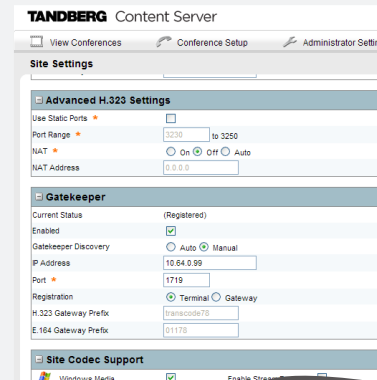 TANDBERG Content Server
View Conferences Conference Setup Administrator
Site Settings
Advanced H.323 Settings
Use Static Ports *
Port Range * 3230 to 3250
NAT * On Off Auto
NAT Address 0.0.0.0
Gatekeeper
Current Status (Registered)
Enabled
Gatekeeper Discovery Auto Manual
IP Address 10.64.0.99
Port * 1719
Registration Terminal Gateway
H.323 Gateway Prefix transcode78
E.164 Gateway Prefix 01178
Site Codec Support
Windows Media Enable